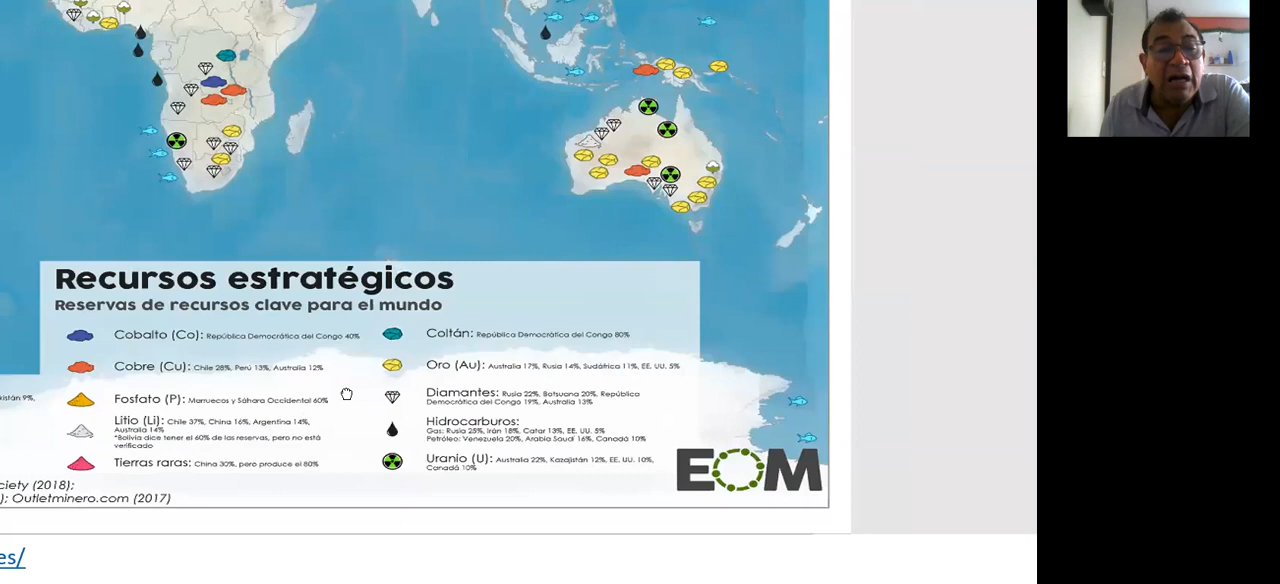 Recursos estratégicos
Reservas de recursos clave para el mundo
Cobalto (Co): República Democrática del Congo 40%
Cobre (Cu): Chile 28%, Perú 13%, Australia 12%
Fosfato (P): Marruecos y Sáhara Occidental 60%
Litio (Li): Chile 37%, China 16%, Argentina 14%,
Australia 14%
*Bolivia dice tener el 60% de las reservas, pero no está
verificado
Tierras raras: China 30%, pero produce el 80%
Coltán: República Democrática del Congo 80%
Oro (Au): Australia 17%, Rusia 14%, Sudáfrica 11%, EE. UU. 5%
Diamantes: Rusia 22%, Botsuana 20%, República
Democrática del Congo 19%, Australia 13%
Hidrocarburos:
Gas: Rusia 25%, Irán 18%, Catar 13%, EE. UU. 5%
Petróleo: Venezuela 20%, Arabia Saudí 16%, Canadá 10%
Uranio (U): Australia 22%, Kazajistán 12%, EE. UU. 10%,
Canadá 10%
EOM
kistán 9%,
ciety (2018);
); Outletminero.com (2017)
es/